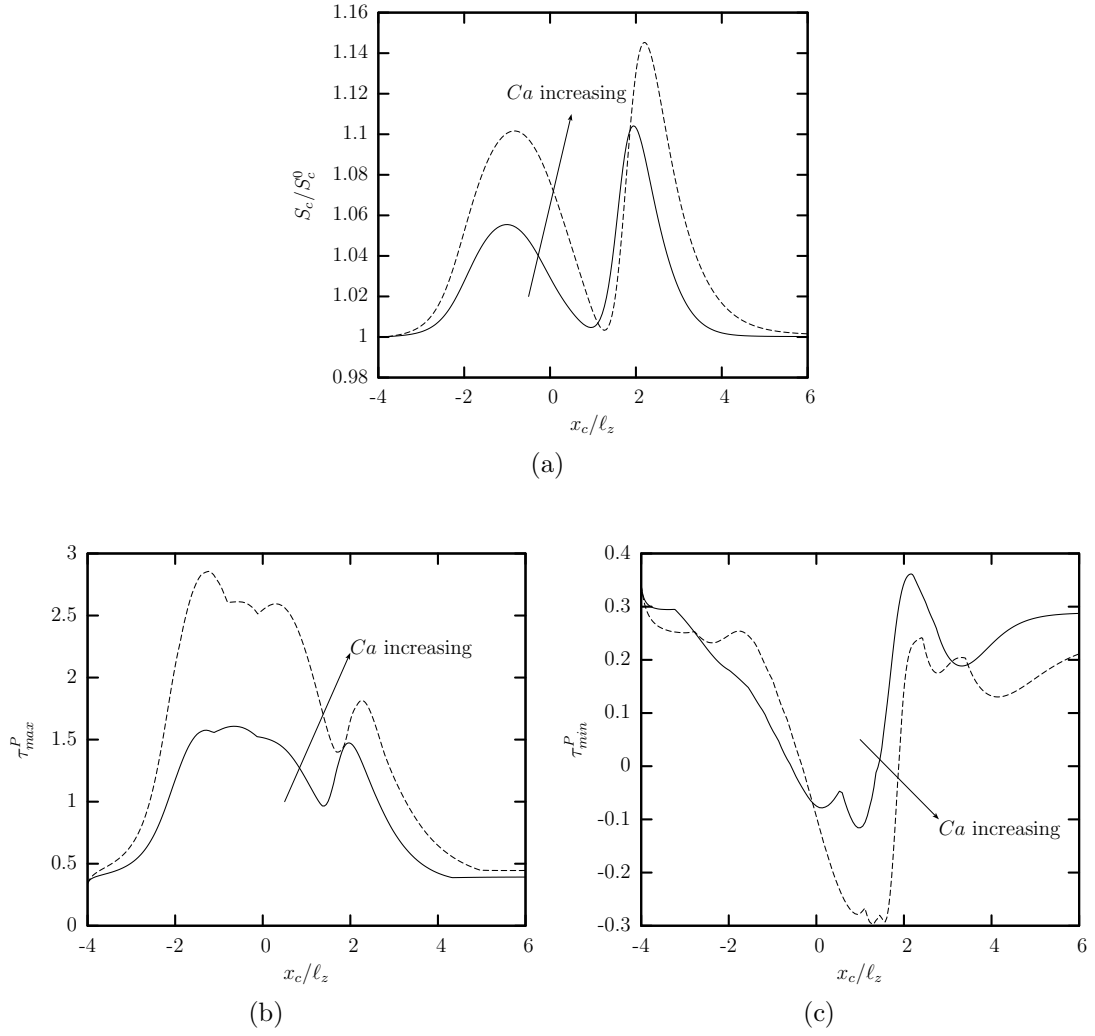 1.16
1.14
1.12
1.1
1.08
1.06
1.04
1.02
1
0.98
S_c/S_c^0
Ca increasing
-4 -2 0 2 4 6
x_c/ℓ_z
(a)
3
2.5
2
1.5
1
0.5
0
τ^P_{max}
Ca increasing
-4 -2 0 2 4 6
x_c/ℓ_z
(b)
0.4
0.3
0.2
0.1
0
-0.1
-0.2
-0.3
τ^P_{min}
Ca increasing
-4 -2 0 2 4 6
x_c/ℓ_z
(c)